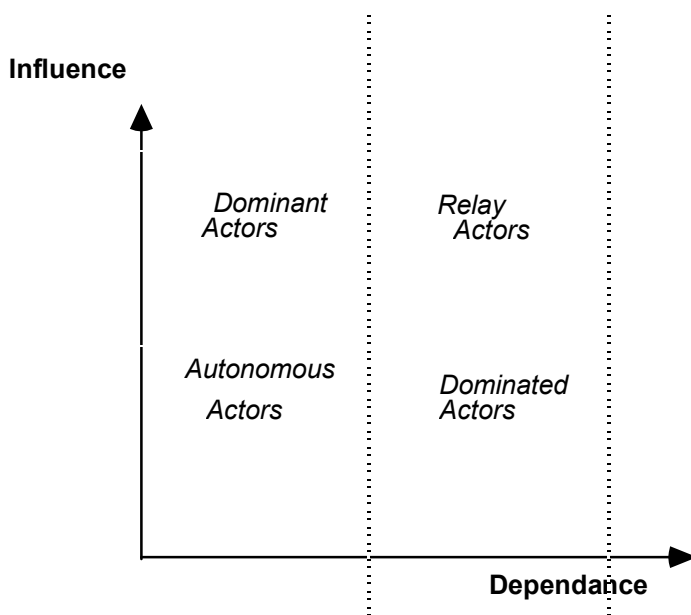 Influence
Dominant
Actors
Relay
Actors
Autonomous
Actors
Dominated
Actors
Dependance